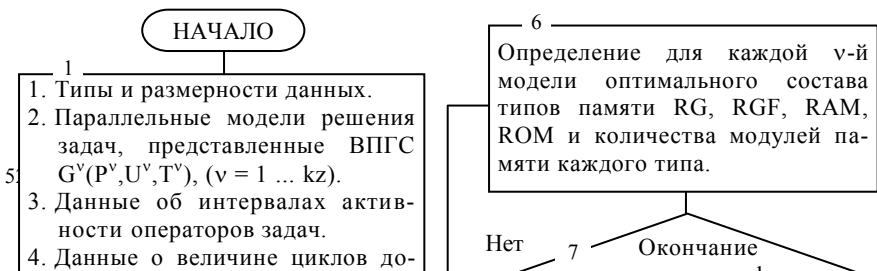 НАЧАЛО
1
1. Типы и размерности данных.
2. Параллельные модели решения
задач, представленные ВПГС
G^ν(P^ν,U^ν,T^ν), (ν = 1 ... kz).
3. Данные об интервалах актив-
ности операторов задач.
4. Данные о величине циклов до-
6
Определение для каждой ν-й
модели оптимального состава
типов памяти RG, RGF, RAM,
ROM и количества модулей па-
мяти каждого типа.
Нет
7
Окончание